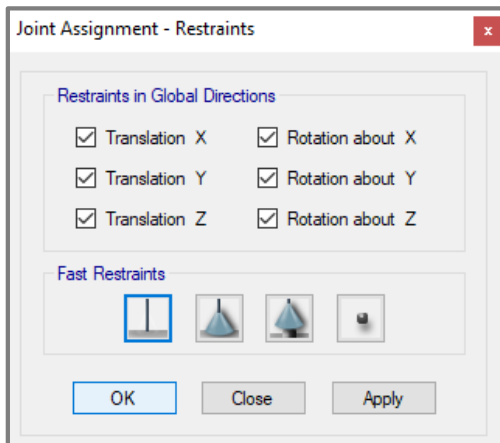 Joint Assignment - Restraints
x
Restraints in Global Directions
Translation X Rotation about X
Translation Y Rotation about Y
Translation Z Rotation about Z
Fast Restraints
OK Close Apply